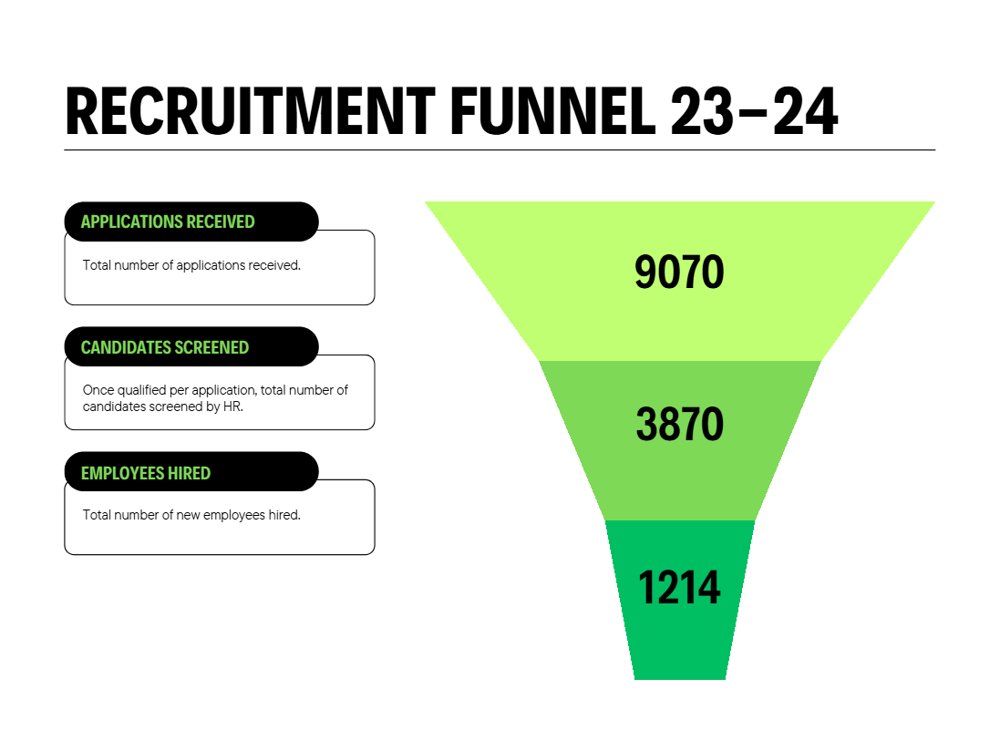 RECRUITMENT FUNNEL 23–24
APPLICATIONS RECEIVED
Total number of applications received.
CANDIDATES SCREENED
Once qualified per application, total number of
candidates screened by HR.
EMPLOYEES HIRED
Total number of new employees hired.
9070
3870
1214